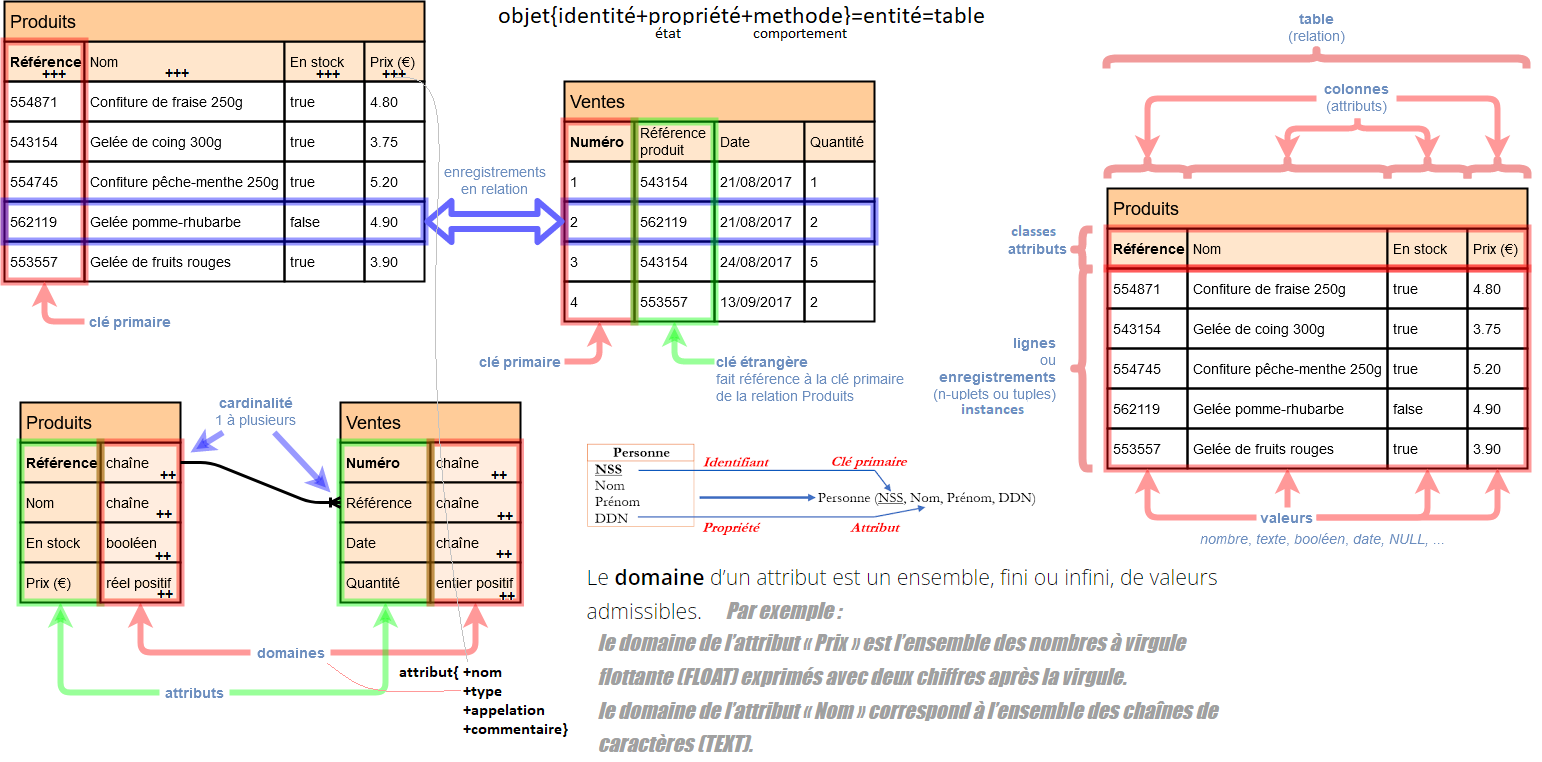 objet{identité+propriété+methode}=entité=table
état comportement
Produits
Référence Nom En stock Prix (€)
+++ +++ +++ +++
554871 Confiture de fraise 250g true 4.80
543154 Gelée de coing 300g true 3.75
554745 Confiture pêche-menthe 250g true 5.20
562119 Gelée pomme-rhubarbe false 4.90
553557 Gelée de fruits rouges true 3.90
clé primaire
enregistrements
en relation
Ventes
Numéro Référence produit Date Quantité
1 543154 21/08/2017 1
2 562119 21/08/2017 2
3 543154 24/08/2017 5
4 553557 13/09/2017 2
clé primaire
clé étrangère
fait référence à la clé primaire
de la relation Produits
table
(relation)
colonnes
(attributs)
Produits
classes
attributs
Référence Nom En stock Prix (€)
554871 Confiture de fraise 250g true 4.80
543154 Gelée de coing 300g true 3.75
554745 Confiture pêche-menthe 250g true 5.20
562119 Gelée pomme-rhubarbe false 4.90
553557 Gelée de fruits rouges true 3.90
lignes
ou
enregistrements
(n-uplets ou tuples)
instances
valeurs
nombre, texte, booléen, date, NULL, ...
cardinalité
1 à plusieurs
Produits
Référence chaîne ++
Nom chaîne ++
En stock booléen ++
Prix (€) réel positif ++
Ventes
Numéro chaîne ++
Référence chaîne ++
Date chaîne ++
Quantité entier positif ++
domaines
attributs
attribut{ +nom
+type
+appelation
+commentaire}
Personne
NSS
Nom
Prénom
DDN
Identifiant Clé primaire
Personne (NSS, Nom, Prénom, DDN)
Propriété Attribut
Le domaine d'un attribut est un ensemble, fini ou infini, de valeurs
admissibles. Par exemple :
le domaine de l'attribut « Prix » est l'ensemble des nombres à virgule
flottante (FLOAT) exprimés avec deux chiffres après la virgule.
le domaine de l'attribut « Nom » correspond à l'ensemble des chaînes de
caractères (TEXT).